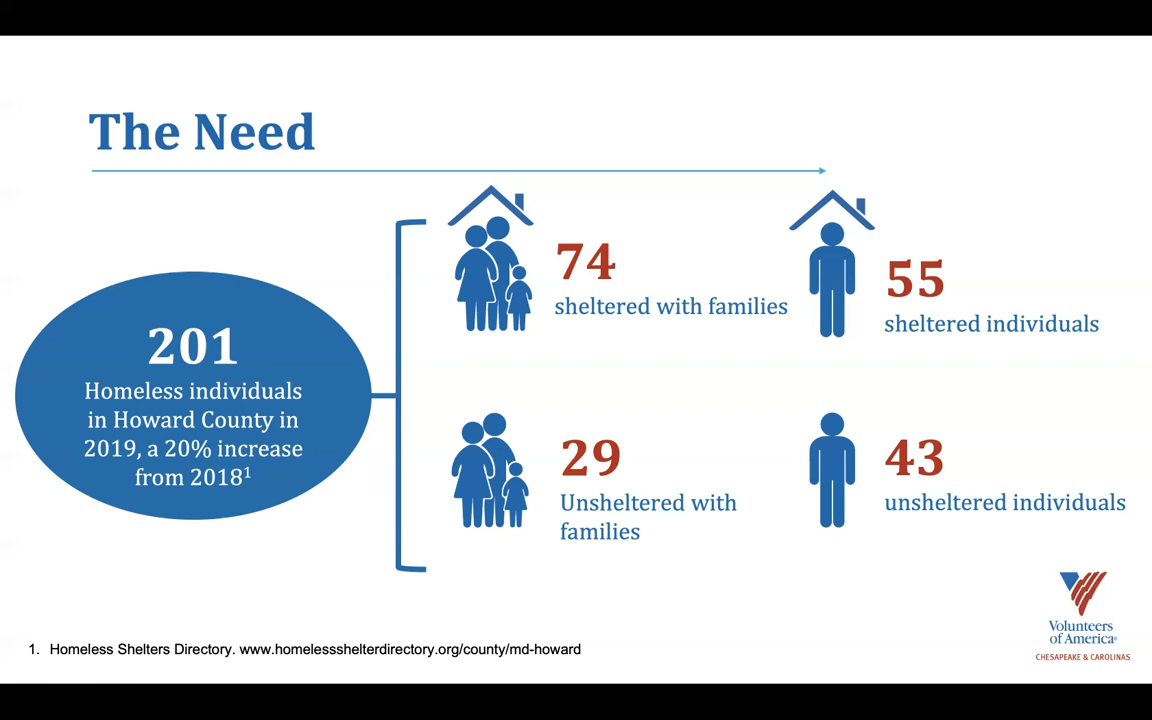 The Need
201
Homeless individuals
in Howard County in
2019, a 20% increase
from 2018¹
74
sheltered with families
55
sheltered individuals
29
Unsheltered with
families
43
unsheltered individuals
1. Homeless Shelters Directory. www.homelessshelterdirectory.org/county/md-howard
Volunteers
of America®
CHESAPEAKE & CAROLINAS